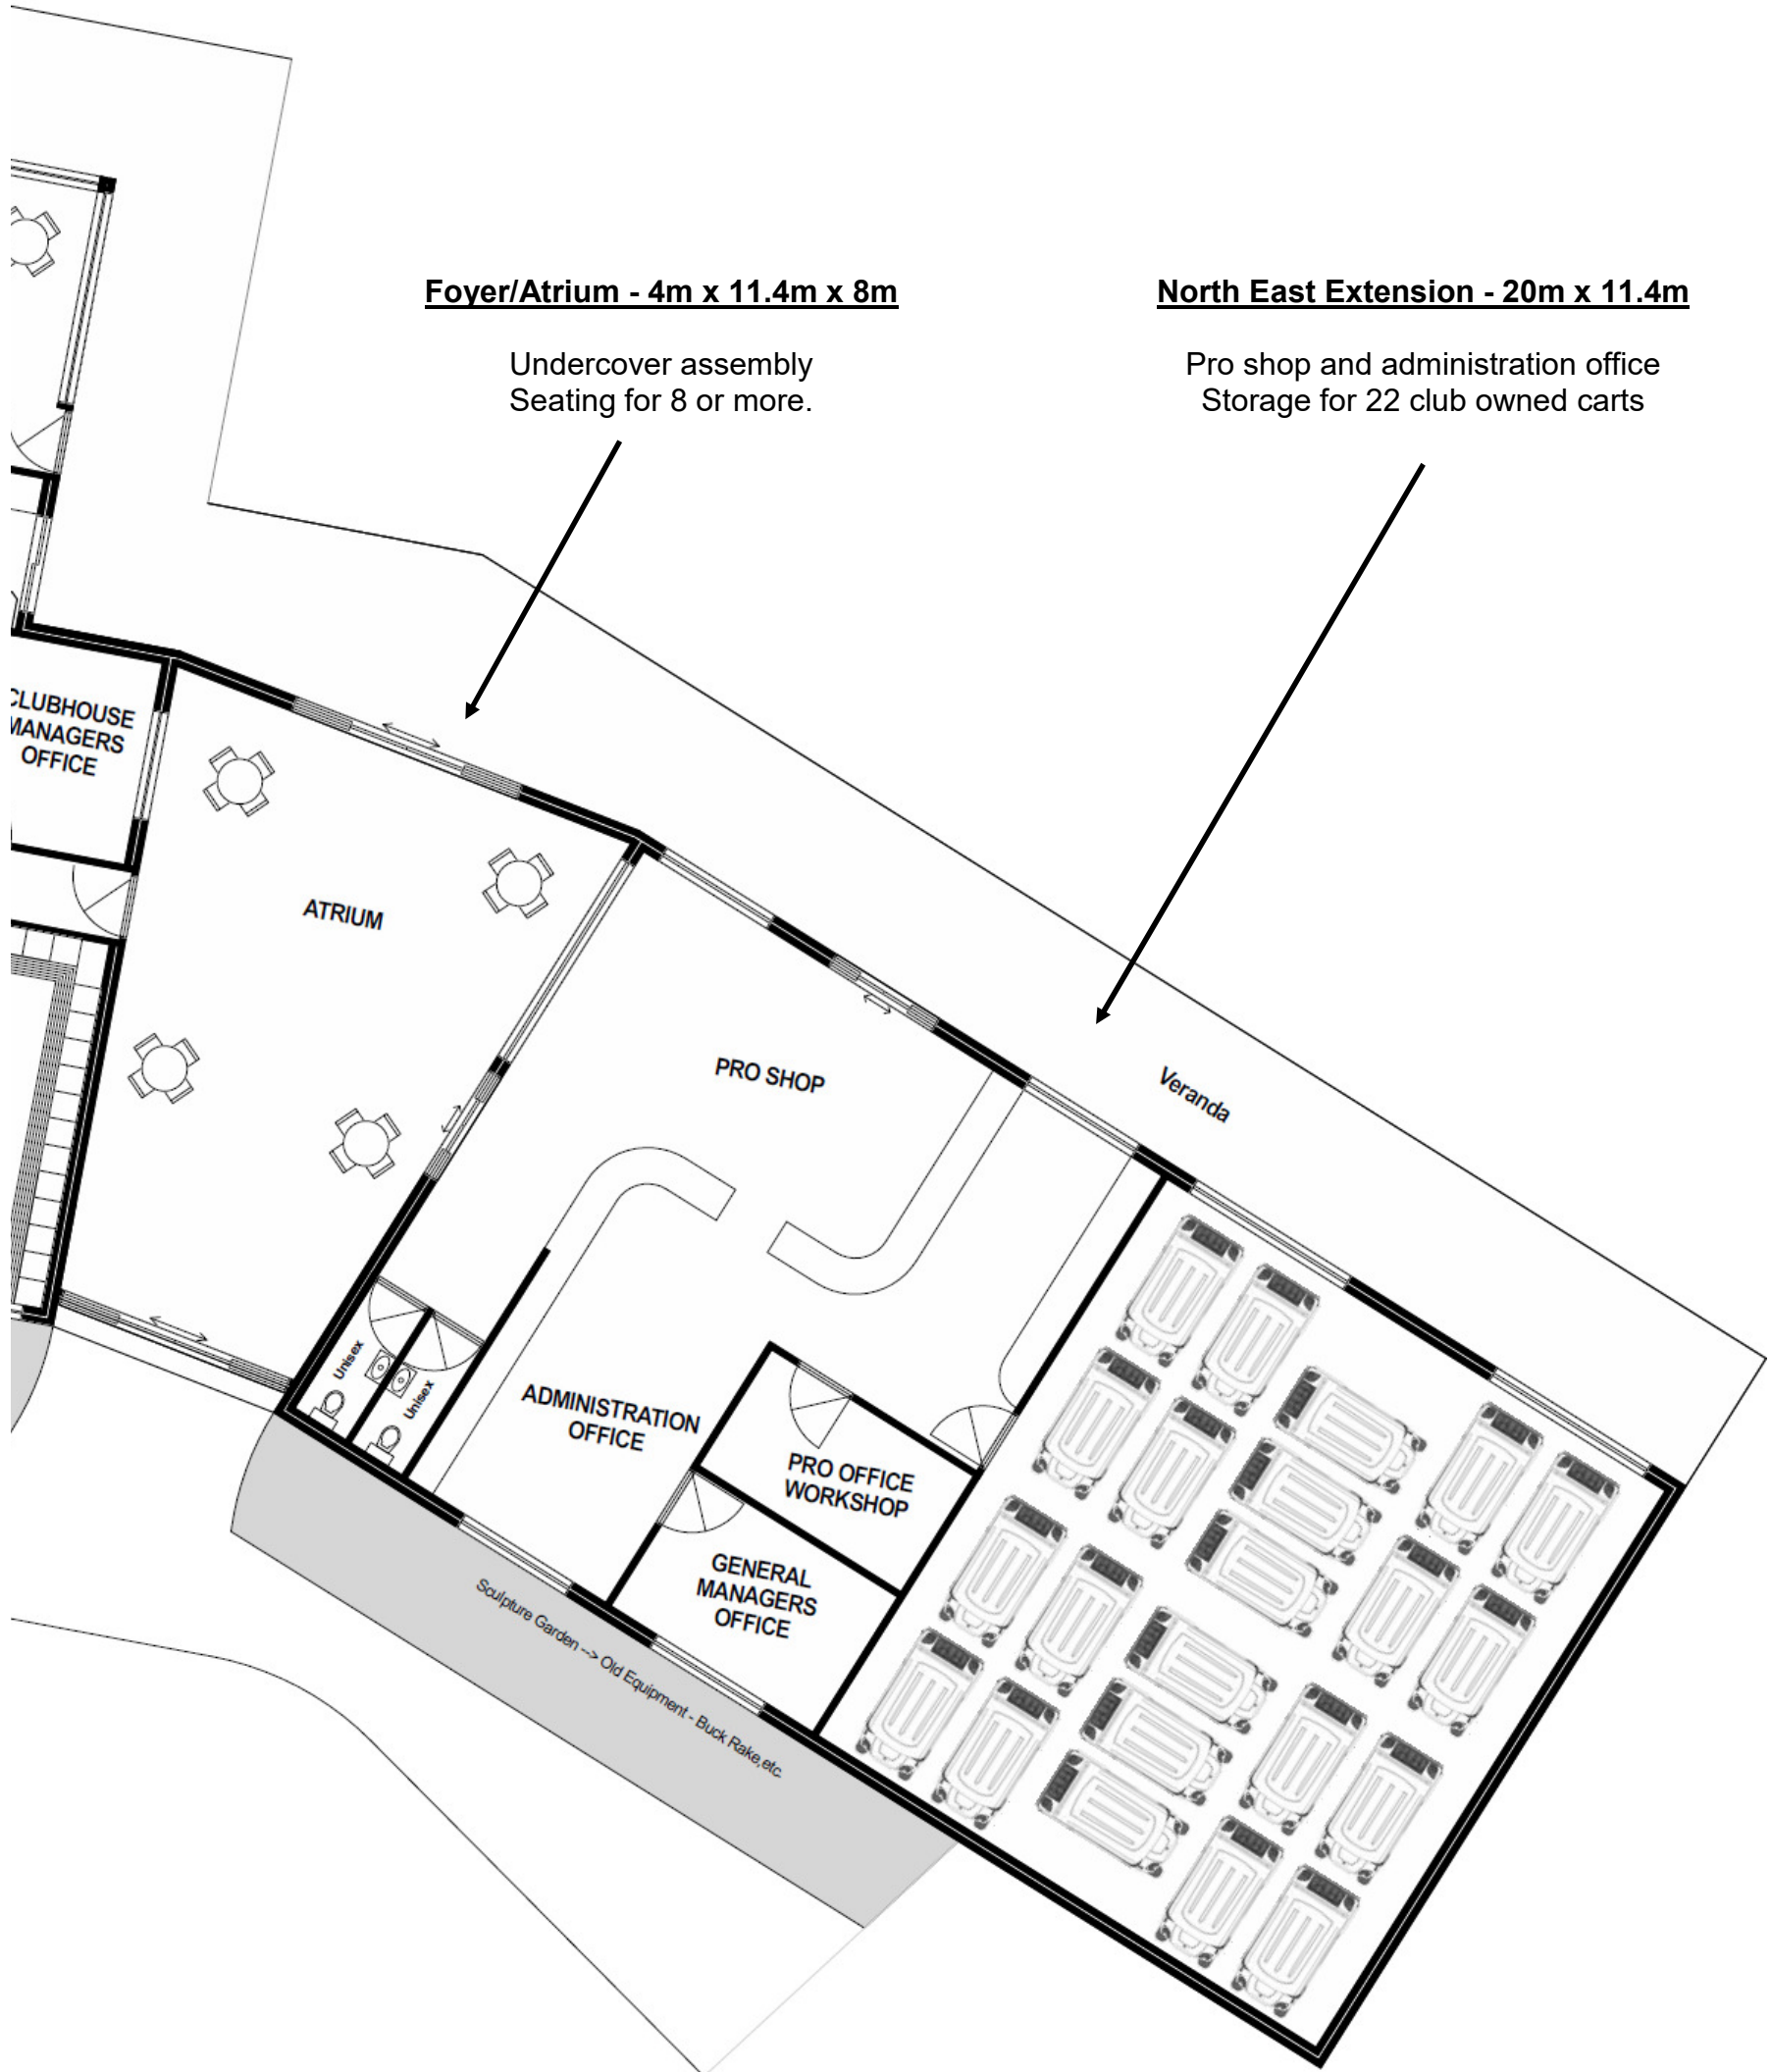 Foyer/Atrium - 4m x 11.4m x 8m
Undercover assembly
Seating for 8 or more.
North East Extension - 20m x 11.4m
Pro shop and administration office
Storage for 22 club owned carts
CLUBHOUSE
MANAGERS
OFFICE
ATRIUM
PRO SHOP
Veranda
Unisex
Unisex
ADMINISTRATION
OFFICE
PRO OFFICE
WORKSHOP
GENERAL
MANAGERS
OFFICE
Sculpture Garden --> Old Equipment - Buck Rake,etc.